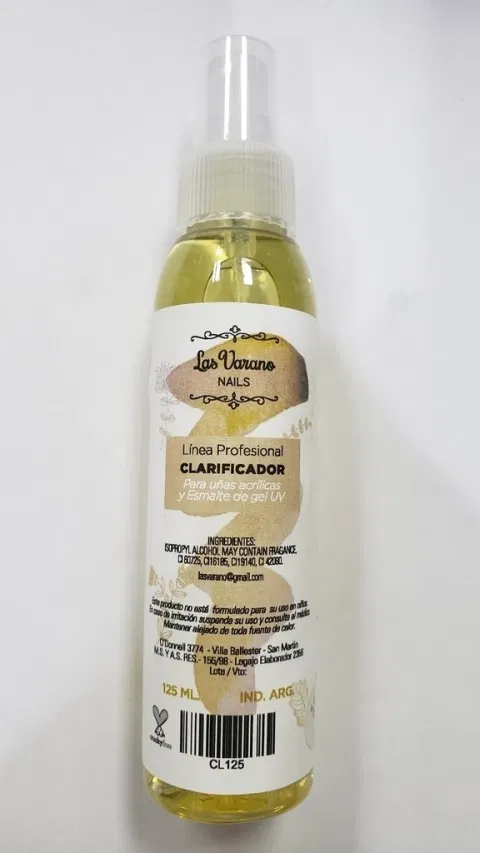 Las Varano
NAILS
Línea Profesional
CLARIFICADOR
Para uñas acrílicas
y Esmalte de gel UV
INGREDIENTES:
ISOPROPYL ALCOHOL MAY CONTAIN FRAGANCE,
CI 60725, CI16185, CI19140, CI 42090.
lasvarano@gmail.com
Este producto no está formulado para su uso en niños.
En caso de irritación suspenda su uso y consulte al médico
Mantener alejado de toda fuente de calor.
O'Donnell 3774 - Villa Ballester - San Martín
M.S. Y A.S. RES.- 155/98 - Legajo Elaborador 2356
Lote / Vto:
125 ML. IND. ARG.
crueltyfree
CL125